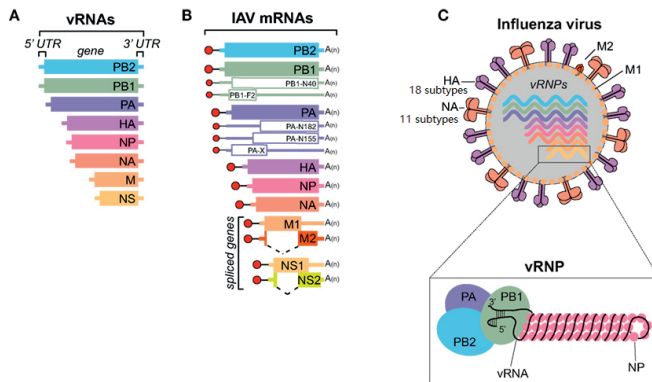 A
vRNAs
5' UTR
3' UTR
gene
PB2
PB1
PA
HA
NP
NA
M
NS
B
IAV mRNAs
PB2 A(n)
PB1 A(n)
PB1-N40 A(n)
PB1-F2 A(n)
PA A(n)
PA-N182 A(n)
PA-N155 A(n)
PA-X A(n)
HA A(n)
NP A(n)
NA A(n)
spliced genes
M1 A(n)
M2 A(n)
NS1 A(n)
NS2 A(n)
C
Influenza virus
M2
M1
HA
18 subtypes
NA
11 subtypes
vRNPs
vRNP
PA
PB1
3'
5'
PB2
vRNA
NP